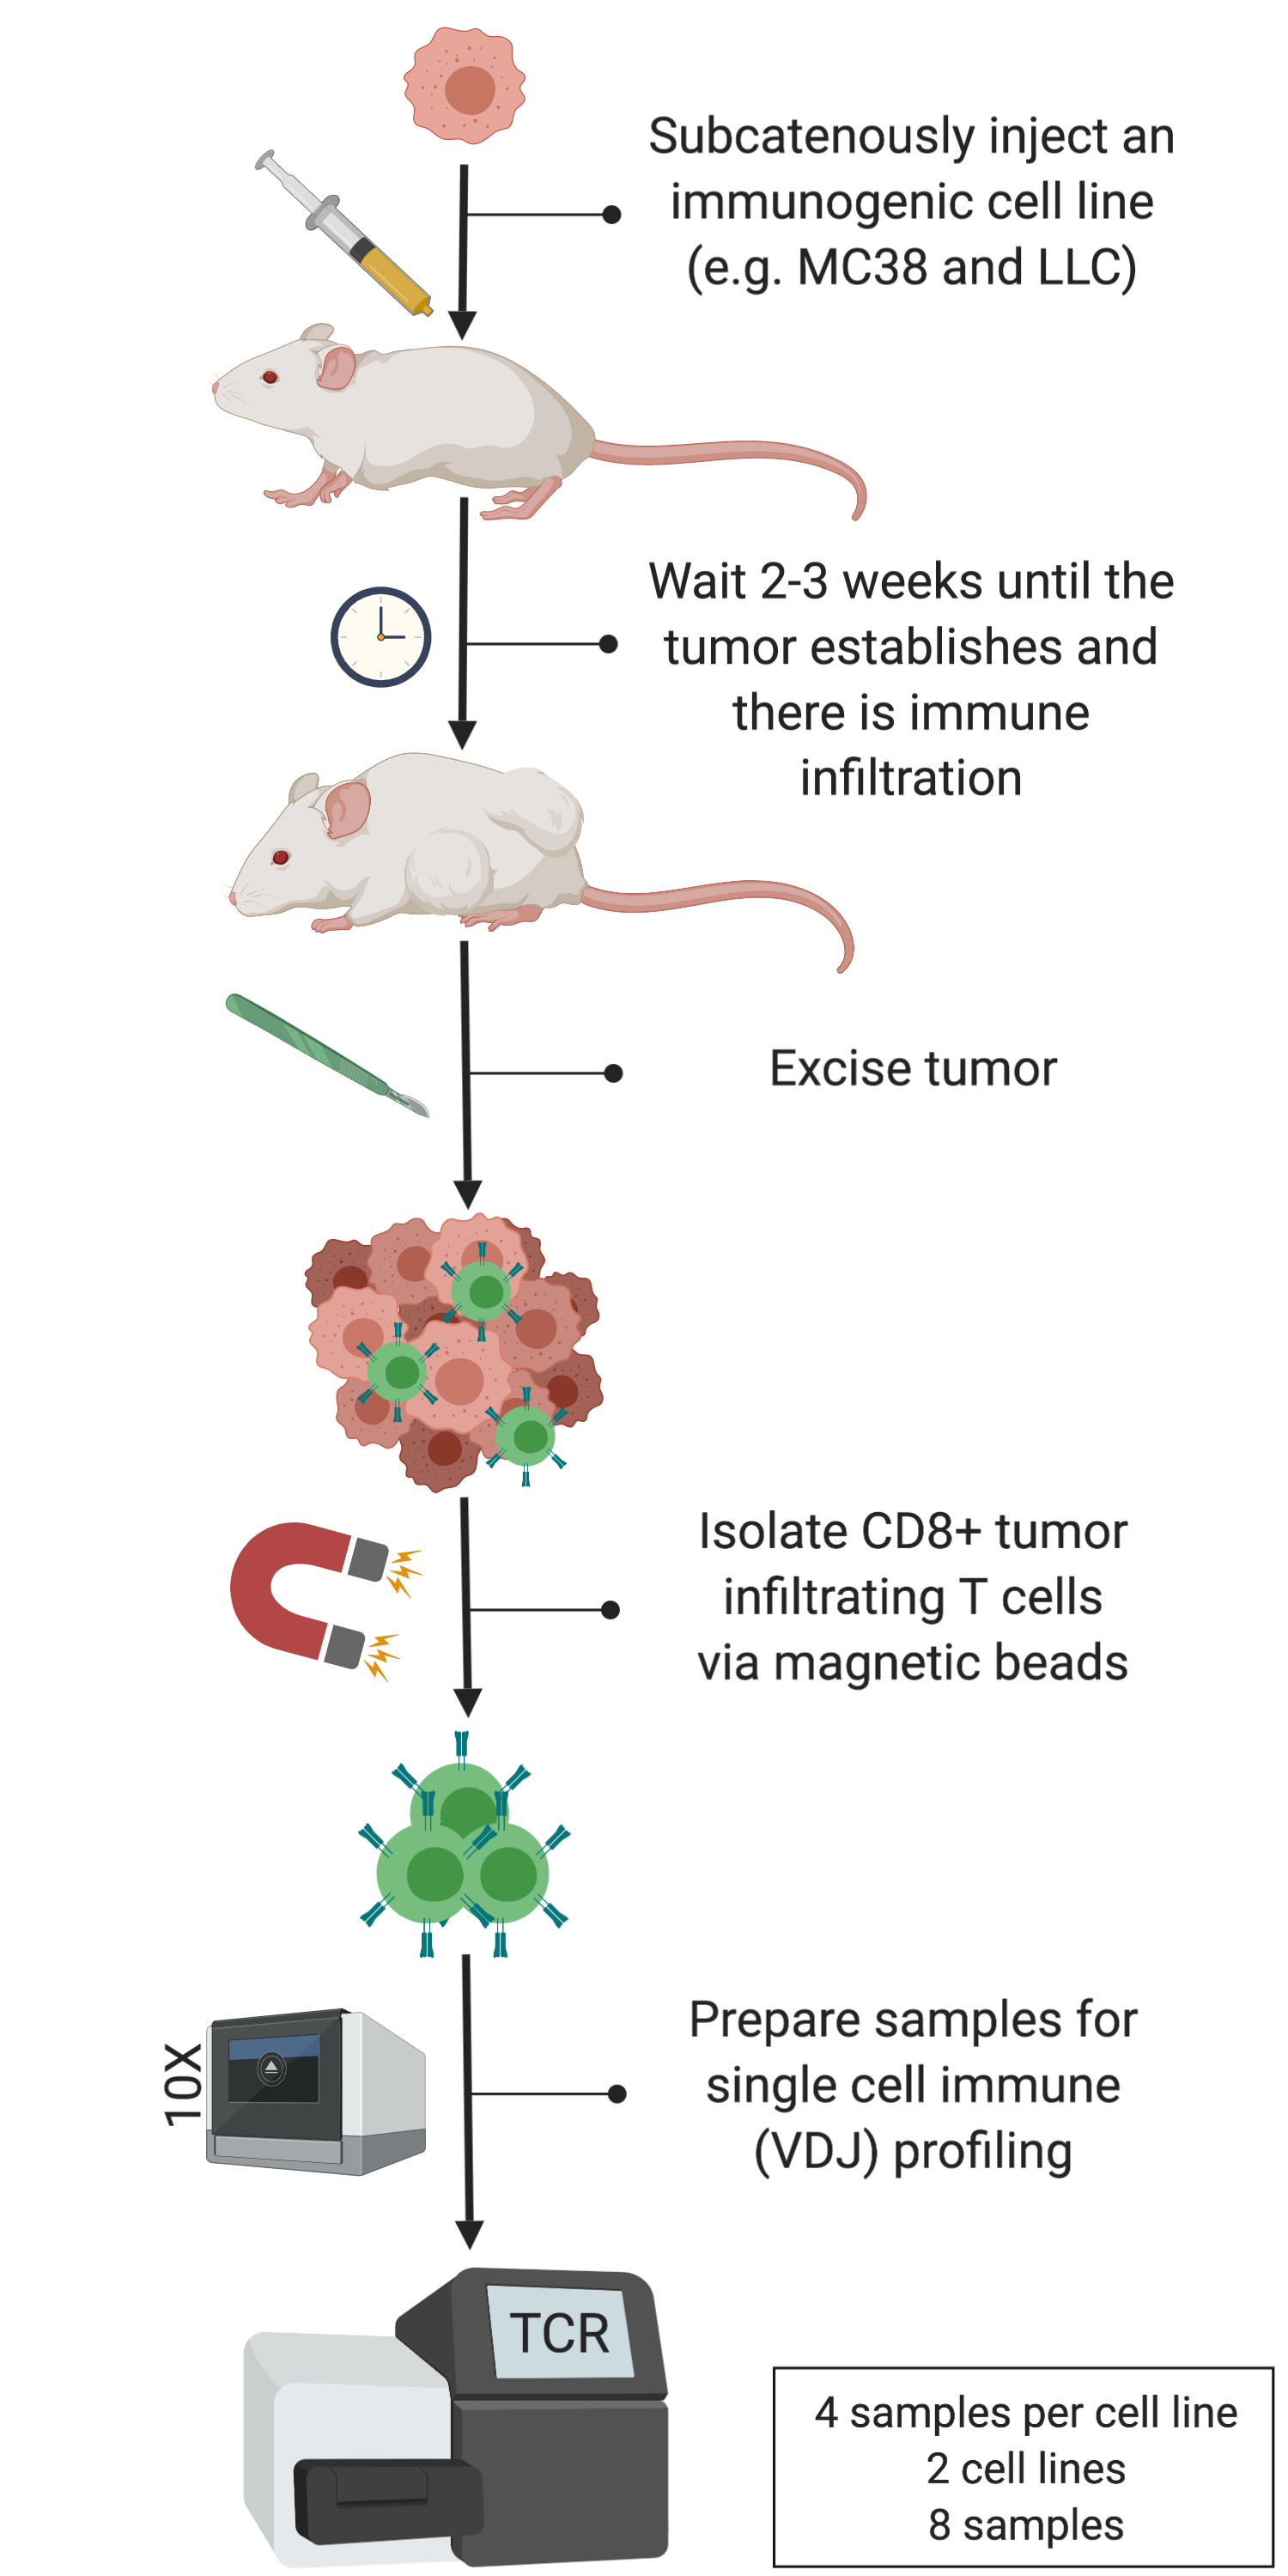 Subcatenously inject an
immunogenic cell line
(e.g. MC38 and LLC)
Wait 2-3 weeks until the
tumor establishes and
there is immune
infiltration
Excise tumor
Isolate CD8+ tumor
infiltrating T cells
via magnetic beads
10X
Prepare samples for
single cell immune
(VDJ) profiling
TCR
4 samples per cell line
2 cell lines
8 samples